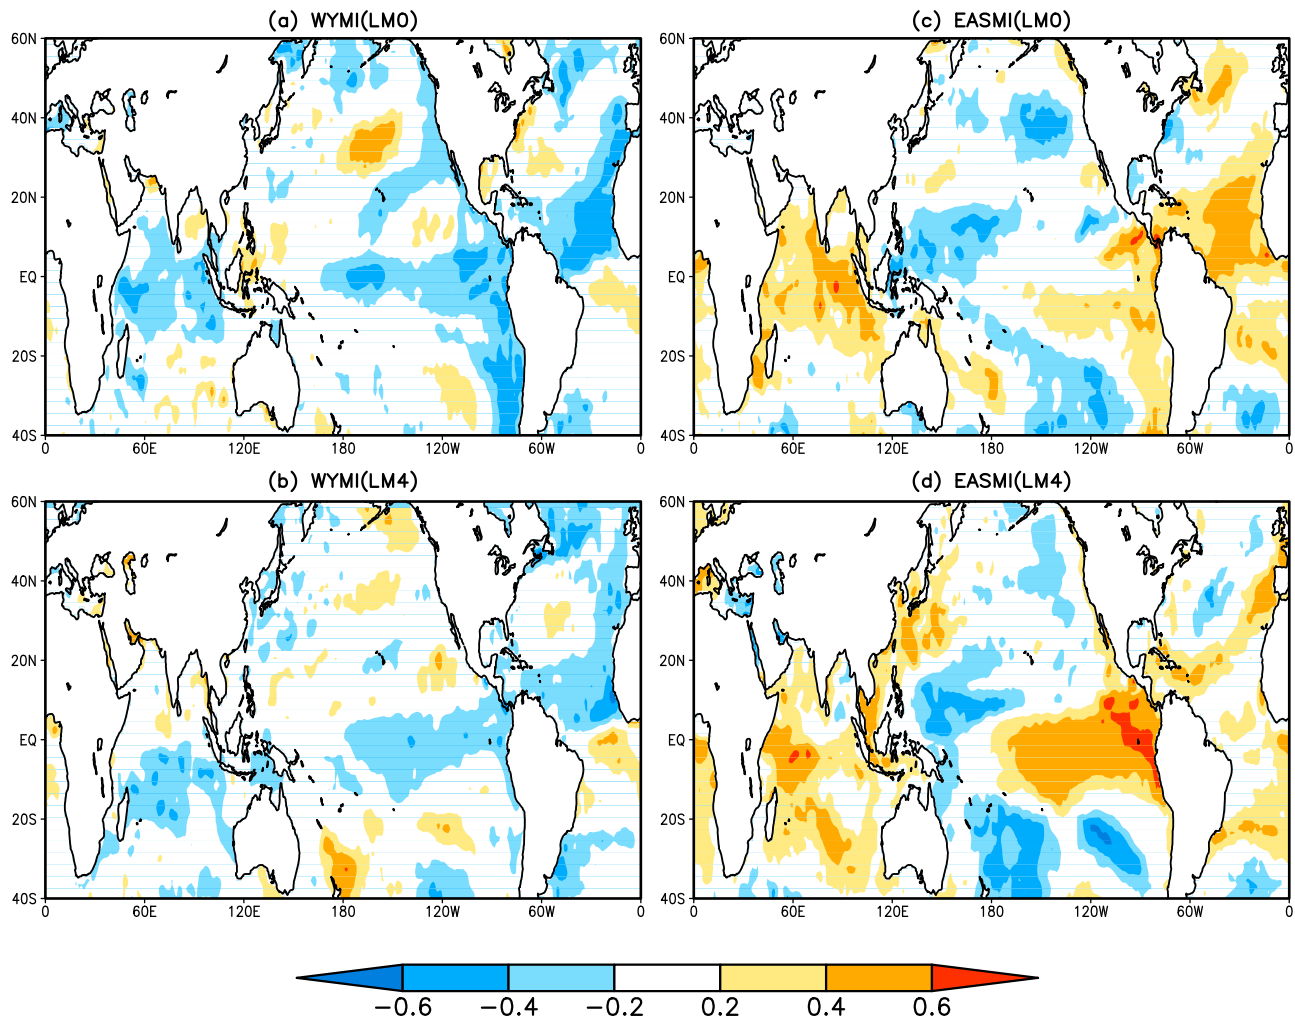 (a) WYMI(LM0)
60N
40N
20N
EQ
20S
40S
0 60E 120E 180 120W 60W 0
(c) EASMI(LM0)
60N
40N
20N
EQ
20S
40S
0 60E 120E 180 120W 60W 0
(b) WYMI(LM4)
60N
40N
20N
EQ
20S
40S
0 60E 120E 180 120W 60W 0
(d) EASMI(LM4)
60N
40N
20N
EQ
20S
40S
0 60E 120E 180 120W 60W 0
−0.6 −0.4 −0.2 0.2 0.4 0.6